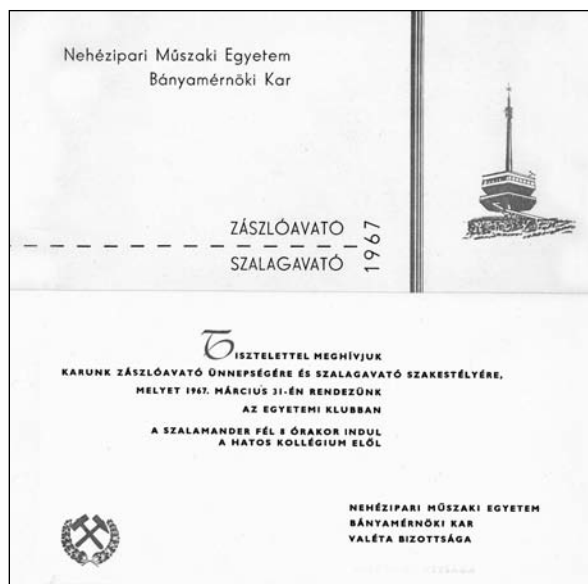 Nehézipari Műszaki Egyetem
Bányamérnöki Kar
ZÁSZLÓAVATO
SZALAGAVATÓ
1967
TISZTELETTEL MEGHÍVJUK
KARUNK ZÁSZLÓAVATÓ ÜNNEPSÉGÉRE ÉS SZALAGAVATÓ SZAKESTÉLYÉRE,
MELYET 1967. MÁRCIUS 31-ÉN RENDEZÜNK
AZ EGYETEMI KLUBBAN
A SZALAMANDER FÉL 8 ÓRAKOR INDUL
A HATOS KOLLÉGIUM ELŐL
NEHÉZIPARI MŰSZAKI EGYETEM
BÁNYAMÉRNÖKI KAR
VALÉTA BIZOTTSÁGA